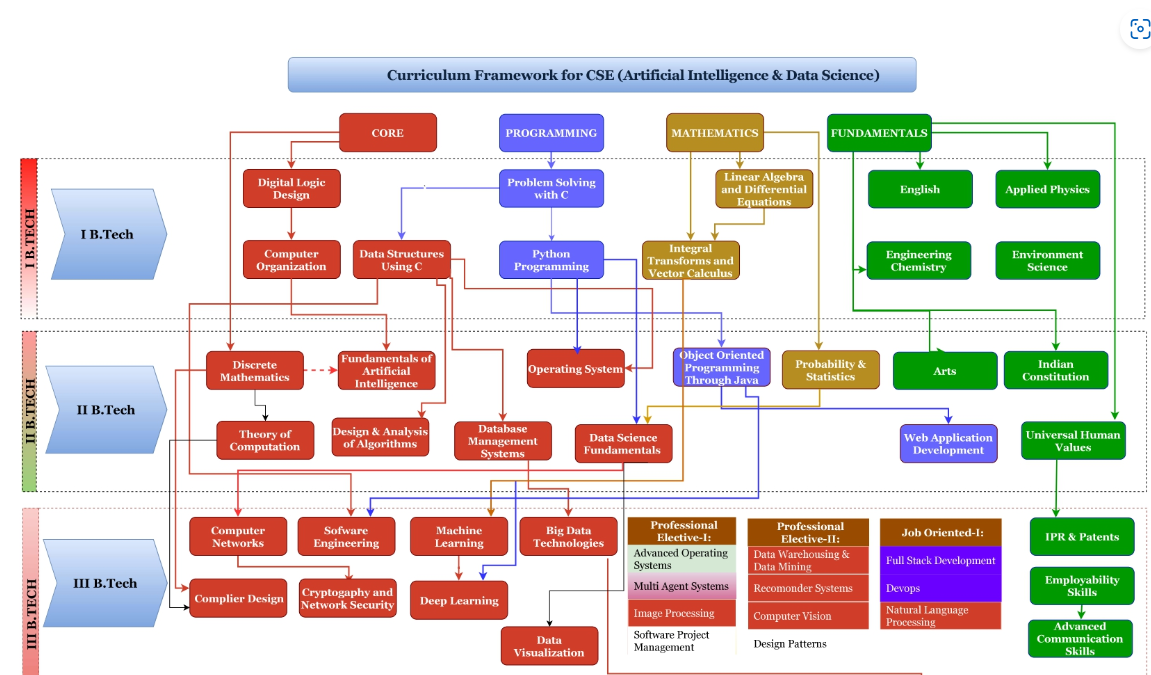 Curriculum Framework for CSE (Artificial Intelligence & Data Science)
CORE
PROGRAMMING
MATHEMATICS
FUNDAMENTALS
I B.TECH
I B.Tech
Digital Logic
Design
Problem Solving
with C
Linear Algebra
and Differential
Equations
English
Applied Physics
Computer
Organization
Data Structures
Using C
Python
Programming
Integral
Transforms and
Vector Calculus
Engineering
Chemistry
Environment
Science
II B.TECH
II B.Tech
Discrete
Mathematics
Fundamentals of
Artificial
Intelligence
Operating System
Object Oriented
Programming
Through Java
Probability &
Statistics
Arts
Indian
Constitution
Theory of
Computation
Design & Analysis
of Algorithms
Database
Management
Systems
Data Science
Fundamentals
Web Application
Development
Universal Human
Values
III B.TECH
III B.Tech
Computer
Networks
Sofware
Engineering
Machine
Learning
Big Data
Technologies
Professional
Elective-I:
Advanced Operating
Systems
Multi Agent Systems
Image Processing
Software Project
Management
Professional
Elective-II:
Data Warehousing &
Data Mining
Recomonder Systems
Computer Vision
Design Patterns
Job Oriented-I:
Full Stack Development
Devops
Natural Language
Processing
IPR & Patents
Complier Design
Cryptogaphy and
Network Security
Deep Learning
Data
Visualization
Employability
Skills
Advanced
Communication
Skills